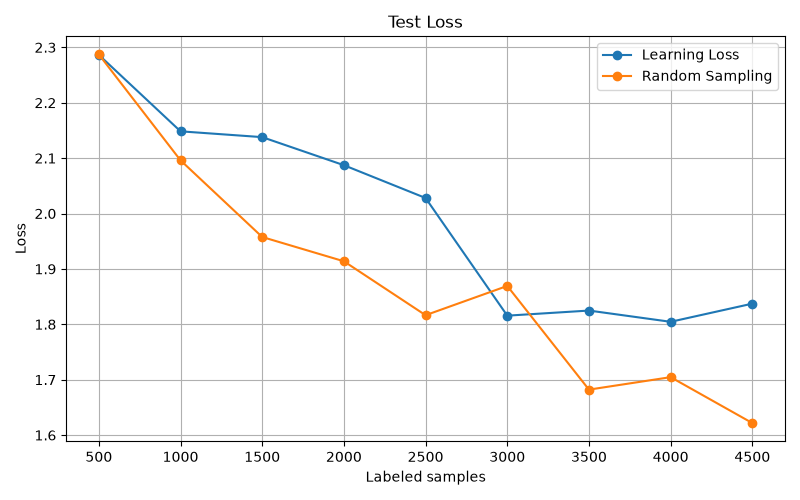 Test Loss
Learning Loss
Random Sampling
2.3
2.2
2.1
2.0
1.9
1.8
1.7
1.6
Loss
500 1000 1500 2000 2500 3000 3500 4000 4500
Labeled samples